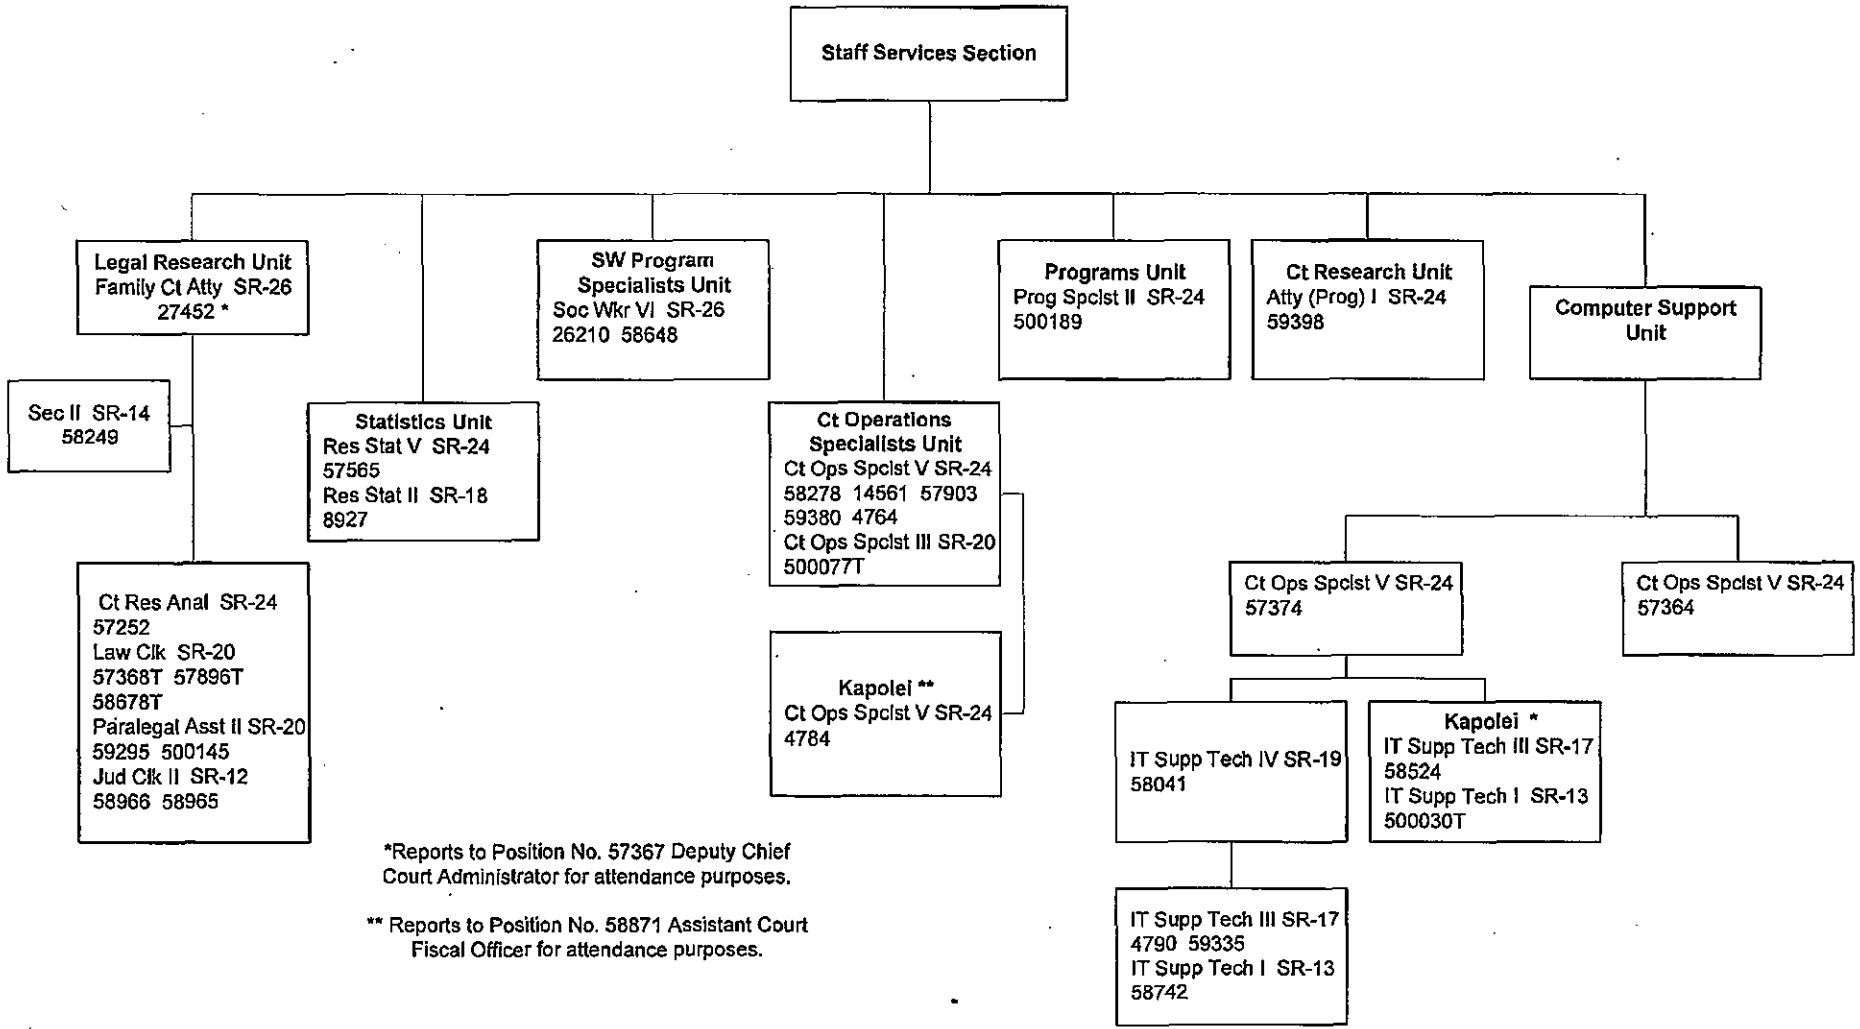 Staff Services Section
Legal Research Unit
Family Ct Atty SR-26
27452 *
Sec II SR-14
58249
Ct Res Anal SR-24
57252
Law Clk SR-20
57368T 57896T
58678T
Paralegal Asst II SR-20
59295 500145
Jud Clk II SR-12
58966 58965
Statistics Unit
Res Stat V SR-24
57565
Res Stat II SR-18
8927
SW Program
Specialists Unit
Soc Wkr VI SR-26
26210 58648
Ct Operations
Specialists Unit
Ct Ops Spclst V SR-24
58278 14561 57903
59380 4764
Ct Ops Spclst III SR-20
500077T
Kapolei **
Ct Ops Spclst V SR-24
4784
Programs Unit
Prog Spclst II SR-24
500189
Ct Research Unit
Atty (Prog) I SR-24
59398
Computer Support
Unit
Ct Ops Spclst V SR-24
57374
Ct Ops Spclst V SR-24
57364
IT Supp Tech IV SR-19
58041
Kapolei *
IT Supp Tech III SR-17
58524
IT Supp Tech I SR-13
500030T
IT Supp Tech III SR-17
4790 59335
IT Supp Tech I SR-13
58742
*Reports to Position No. 57367 Deputy Chief
Court Administrator for attendance purposes.
** Reports to Position No. 58871 Assistant Court
Fiscal Officer for attendance purposes.